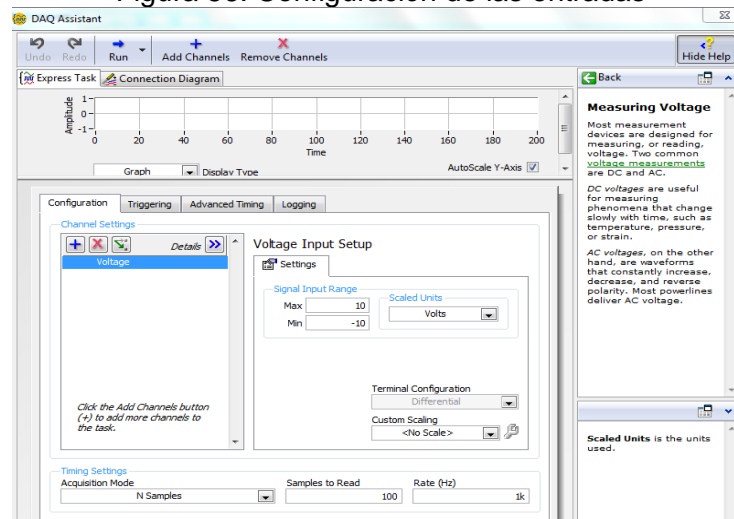 Figura 35. Configuración de las entradas
DAQ Assistant
Undo Redo Run Add Channels Remove Channels Hide Help
Express Task Connection Diagram
Back
Amplitude
1
0
-1
0 20 40 60 80 100 120 140 160 180 200
Time
Graph Display Type AutoScale Y-Axis
Measuring Voltage
Most measurement
devices are designed for
measuring, or reading,
voltage. Two common
voltage measurements
are DC and AC.
DC voltages are useful
for measuring
phenomena that change
slowly with time, such as
temperature, pressure,
or strain.
AC voltages, on the other
hand, are waveforms
that constantly increase,
decrease, and reverse
polarity. Most powerlines
deliver AC voltage.
Configuration Triggering Advanced Timing Logging
Channel Settings
Details
Voltage
Click the Add Channels button
(+) to add more channels to
the task.
Voltage Input Setup
Settings
Signal Input Range
Max 10
Min -10
Scaled Units
Volts
Terminal Configuration
Differential
Custom Scaling
<No Scale>
Scaled Units is the units
used.
Timing Settings
Acquisition Mode Samples to Read Rate (Hz)
N Samples 100 1k